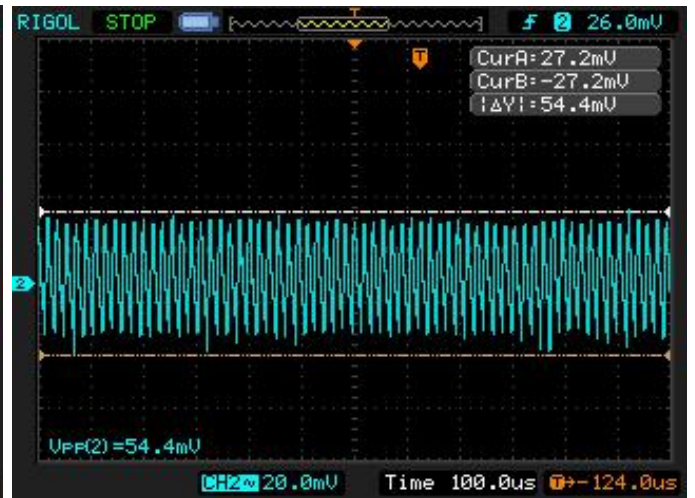 RIGOL STOP T ƒ 2 26.0mV
T
CurA:27.2mV
CurB:-27.2mV
|ΔY|:54.4mV
2
VPP(2)=54.4mV
CH2~20.0mV Time 100.0us T→-124.0us